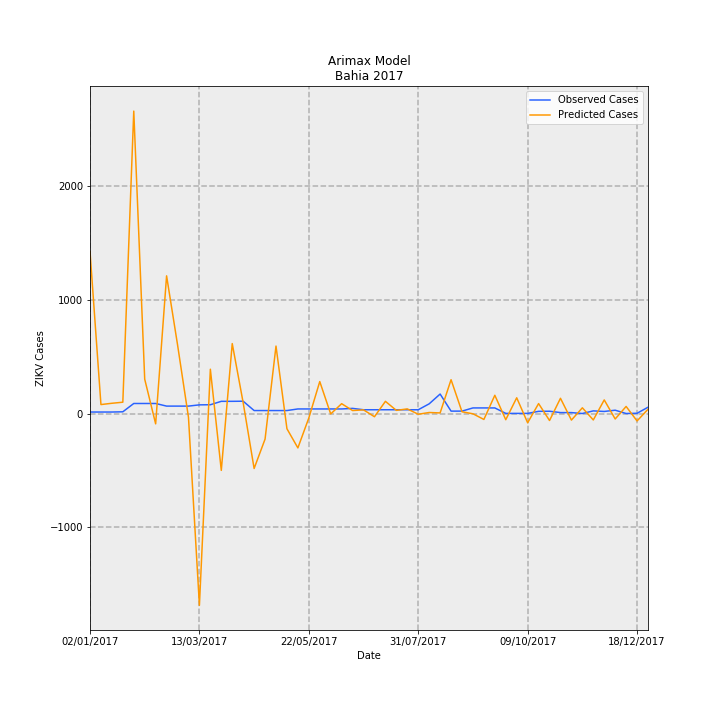 Arimax Model
Bahia 2017
Observed Cases
Predicted Cases
ZIKV Cases
2000
1000
0
−1000
02/01/2017 13/03/2017 22/05/2017 31/07/2017 09/10/2017 18/12/2017
Date